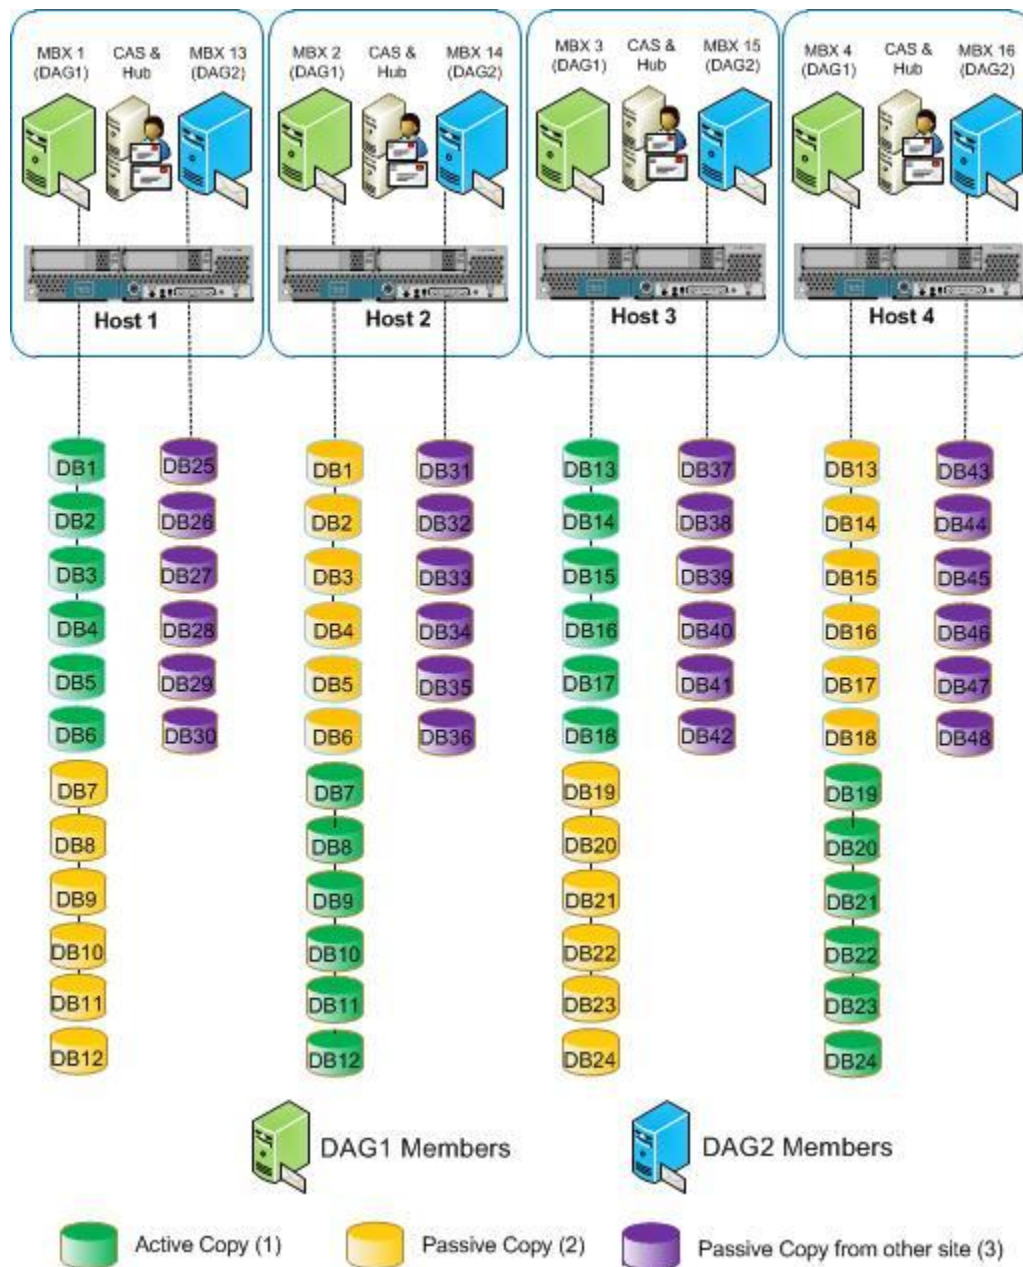 MBX 1
(DAG1)
CAS &
Hub
MBX 13
(DAG2)
MBX 2
(DAG1)
CAS &
Hub
MBX 14
(DAG2)
MBX 3
(DAG1)
CAS &
Hub
MBX 15
(DAG2)
MBX 4
(DAG1)
CAS &
Hub
MBX 16
(DAG2)
Host 1
Host 2
Host 3
Host 4
DB1 DB25 DB1 DB31 DB13 DB37 DB13 DB43
DB2 DB26 DB2 DB32 DB14 DB38 DB14 DB44
DB3 DB27 DB3 DB33 DB15 DB39 DB15 DB45
DB4 DB28 DB4 DB34 DB16 DB40 DB16 DB46
DB5 DB29 DB5 DB35 DB17 DB41 DB17 DB47
DB6 DB30 DB6 DB36 DB18 DB42 DB18 DB48
DB7 DB7 DB19 DB19
DB8 DB8 DB20 DB20
DB9 DB9 DB21 DB21
DB10 DB10 DB22 DB22
DB11 DB11 DB23 DB23
DB12 DB12 DB24 DB24
DAG1 Members
DAG2 Members
Active Copy (1)
Passive Copy (2)
Passive Copy from other site (3)